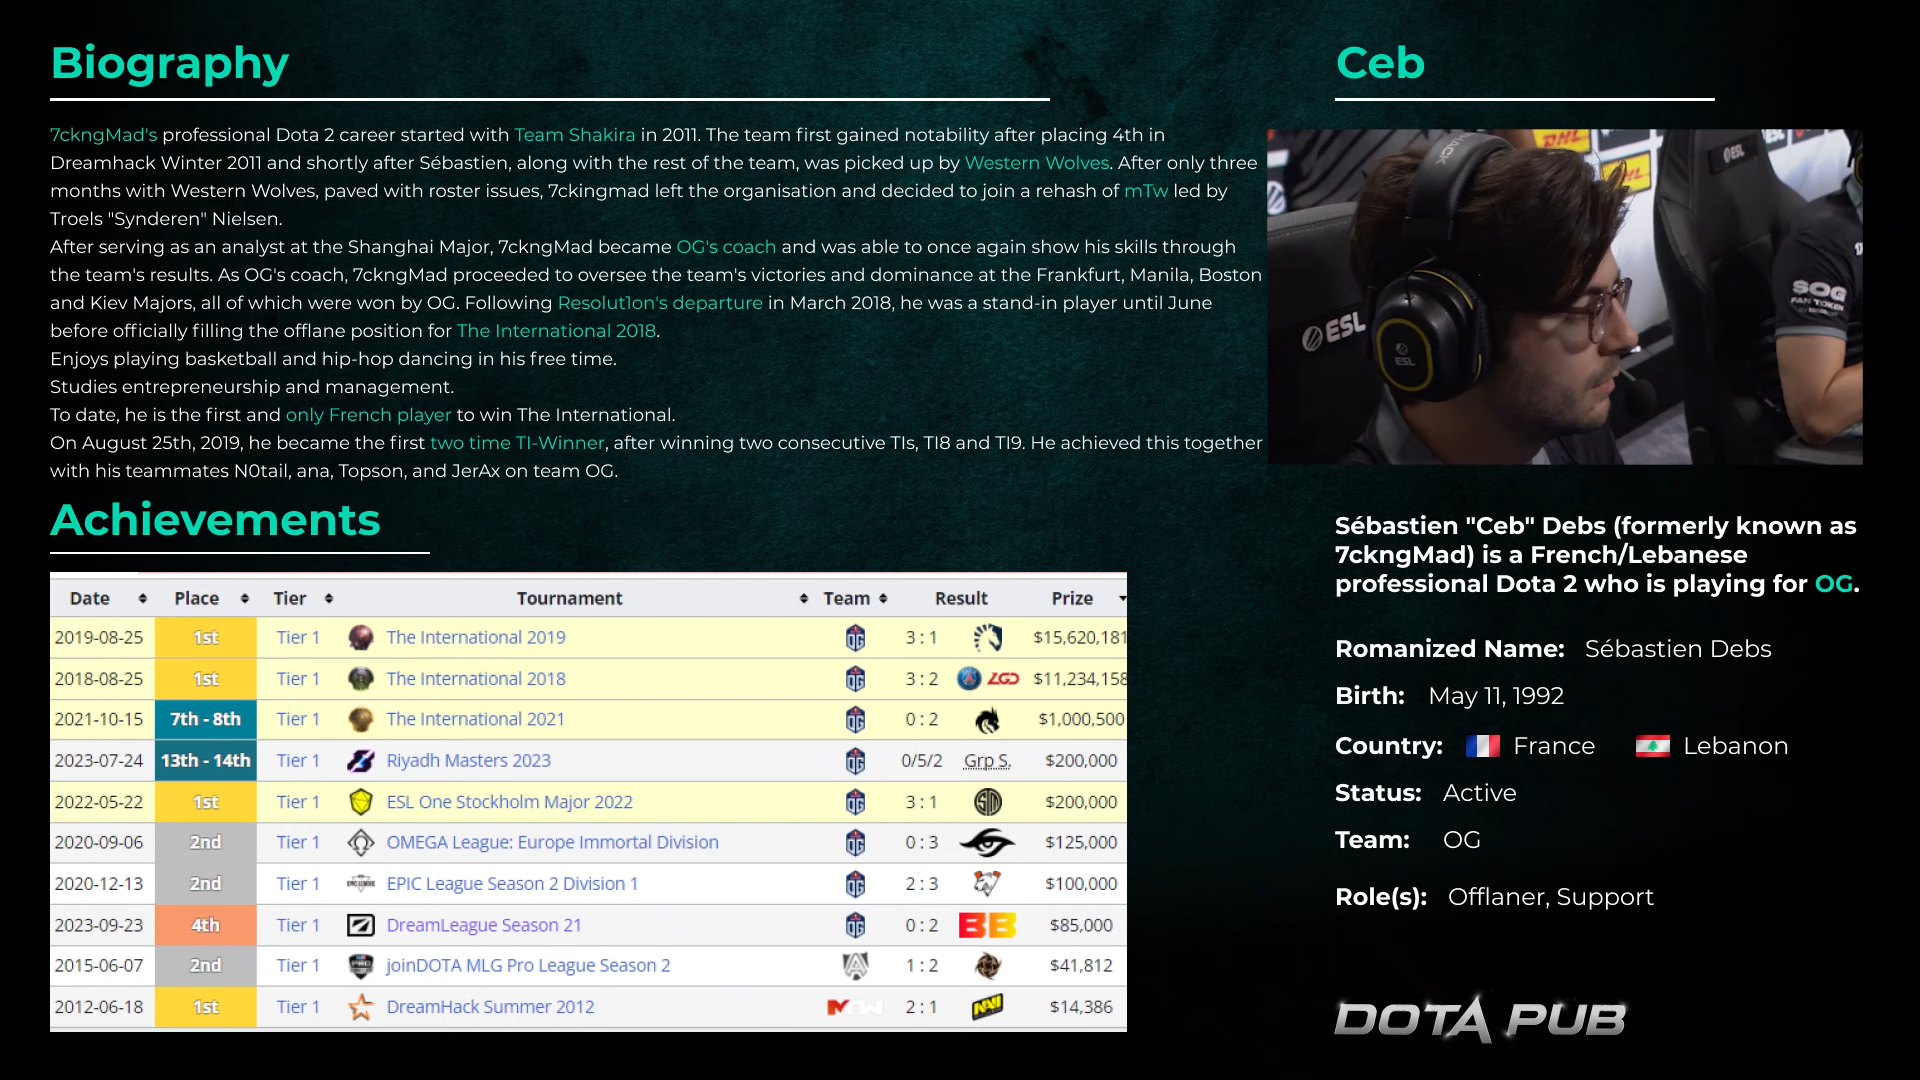 Biography
7ckngMad's professional Dota 2 career started with Team Shakira in 2011. The team first gained notability after placing 4th in
Dreamhack Winter 2011 and shortly after Sébastien, along with the rest of the team, was picked up by Western Wolves. After only three
months with Western Wolves, paved with roster issues, 7ckingmad left the organisation and decided to join a rehash of mTw led by
Troels "Synderen" Nielsen.
After serving as an analyst at the Shanghai Major, 7ckngMad became OG's coach and was able to once again show his skills through
the team's results. As OG's coach, 7ckngMad proceeded to oversee the team's victories and dominance at the Frankfurt, Manila, Boston
and Kiev Majors, all of which were won by OG. Following Resolut1on's departure in March 2018, he was a stand-in player until June
before officially filling the offlane position for The International 2018.
Enjoys playing basketball and hip-hop dancing in his free time.
Studies entrepreneurship and management.
To date, he is the first and only French player to win The International.
On August 25th, 2019, he became the first two time TI-Winner, after winning two consecutive TIs, TI8 and TI9. He achieved this together
with his teammates N0tail, ana, Topson, and JerAx on team OG.
Achievements
Date Place Tier Tournament Team Result Prize
2019-08-25 1st Tier 1 The International 2019 OG 3 : 1 $15,620,181
2018-08-25 1st Tier 1 The International 2018 OG 3 : 2 LGD $11,234,158
2021-10-15 7th - 8th Tier 1 The International 2021 OG 0 : 2 $1,000,500
2023-07-24 13th - 14th Tier 1 Riyadh Masters 2023 OG 0/5/2 Grp S. $200,000
2022-05-22 1st Tier 1 ESL One Stockholm Major 2022 OG 3 : 1 $200,000
2020-09-06 2nd Tier 1 OMEGA League: Europe Immortal Division OG 0 : 3 $125,000
2020-12-13 2nd Tier 1 EPIC League Season 2 Division 1 OG 2 : 3 $100,000
2023-09-23 4th Tier 1 DreamLeague Season 21 OG 0 : 2 BB $85,000
2015-06-07 2nd Tier 1 joinDOTA MLG Pro League Season 2 1 : 2 $41,812
2012-06-18 1st Tier 1 DreamHack Summer 2012 2 : 1 $14,386
Ceb
DHL
DHL
ESL
ESL
ESL
SOG
FAN TOKEN
Sébastien "Ceb" Debs (formerly known as
7ckngMad) is a French/Lebanese
professional Dota 2 who is playing for OG.
Romanized Name: Sébastien Debs
Birth: May 11, 1992
Country: France Lebanon
Status: Active
Team: OG
Role(s): Offlaner, Support
DOTA PUB